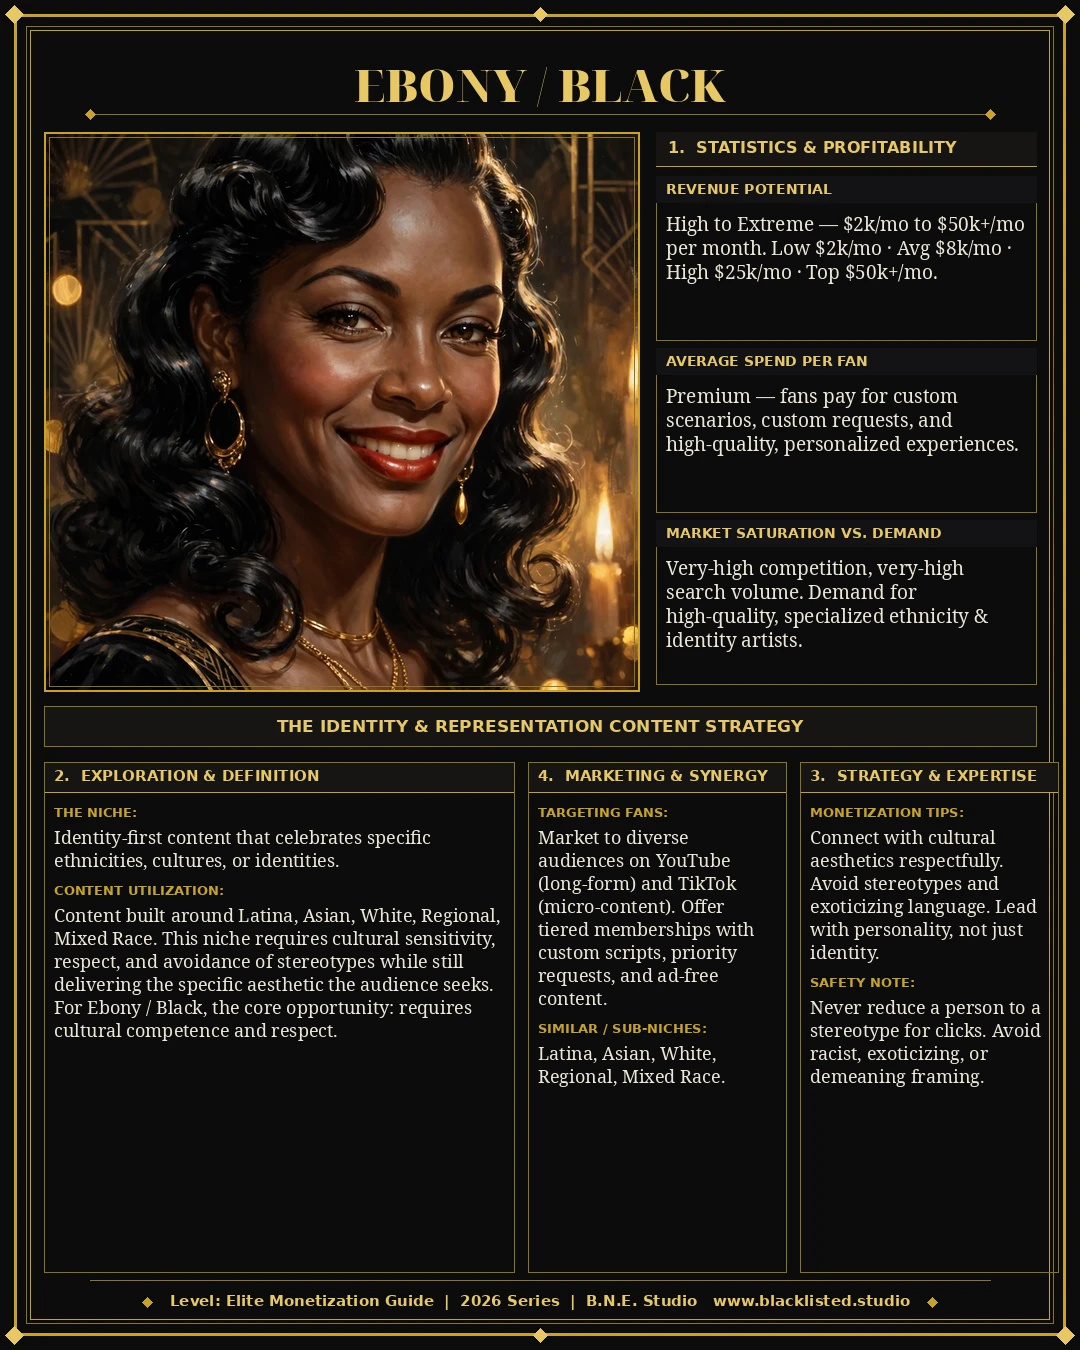 EBONY / BLACK
1. STATISTICS & PROFITABILITY
REVENUE POTENTIAL
High to Extreme — $2k/mo to $50k+/mo
per month. Low $2k/mo · Avg $8k/mo ·
High $25k/mo · Top $50k+/mo.
AVERAGE SPEND PER FAN
Premium — fans pay for custom
scenarios, custom requests, and
high-quality, personalized experiences.
MARKET SATURATION VS. DEMAND
Very-high competition, very-high
search volume. Demand for
high-quality, specialized ethnicity &
identity artists.
THE IDENTITY & REPRESENTATION CONTENT STRATEGY
2. EXPLORATION & DEFINITION
THE NICHE:
Identity-first content that celebrates specific
ethnicities, cultures, or identities.
CONTENT UTILIZATION:
Content built around Latina, Asian, White, Regional,
Mixed Race. This niche requires cultural sensitivity,
respect, and avoidance of stereotypes while still
delivering the specific aesthetic the audience seeks.
For Ebony / Black, the core opportunity: requires
cultural competence and respect.
4. MARKETING & SYNERGY
TARGETING FANS:
Market to diverse
audiences on YouTube
(long-form) and TikTok
(micro-content). Offer
tiered memberships with
custom scripts, priority
requests, and ad-free
content.
SIMILAR / SUB-NICHES:
Latina, Asian, White,
Regional, Mixed Race.
3. STRATEGY & EXPERTISE
MONETIZATION TIPS:
Connect with cultural
aesthetics respectfully.
Avoid stereotypes and
exoticizing language. Lead
with personality, not just
identity.
SAFETY NOTE:
Never reduce a person to a
stereotype for clicks. Avoid
racist, exoticizing, or
demeaning framing.
Level: Elite Monetization Guide | 2026 Series | B.N.E. Studio www.blacklisted.studio